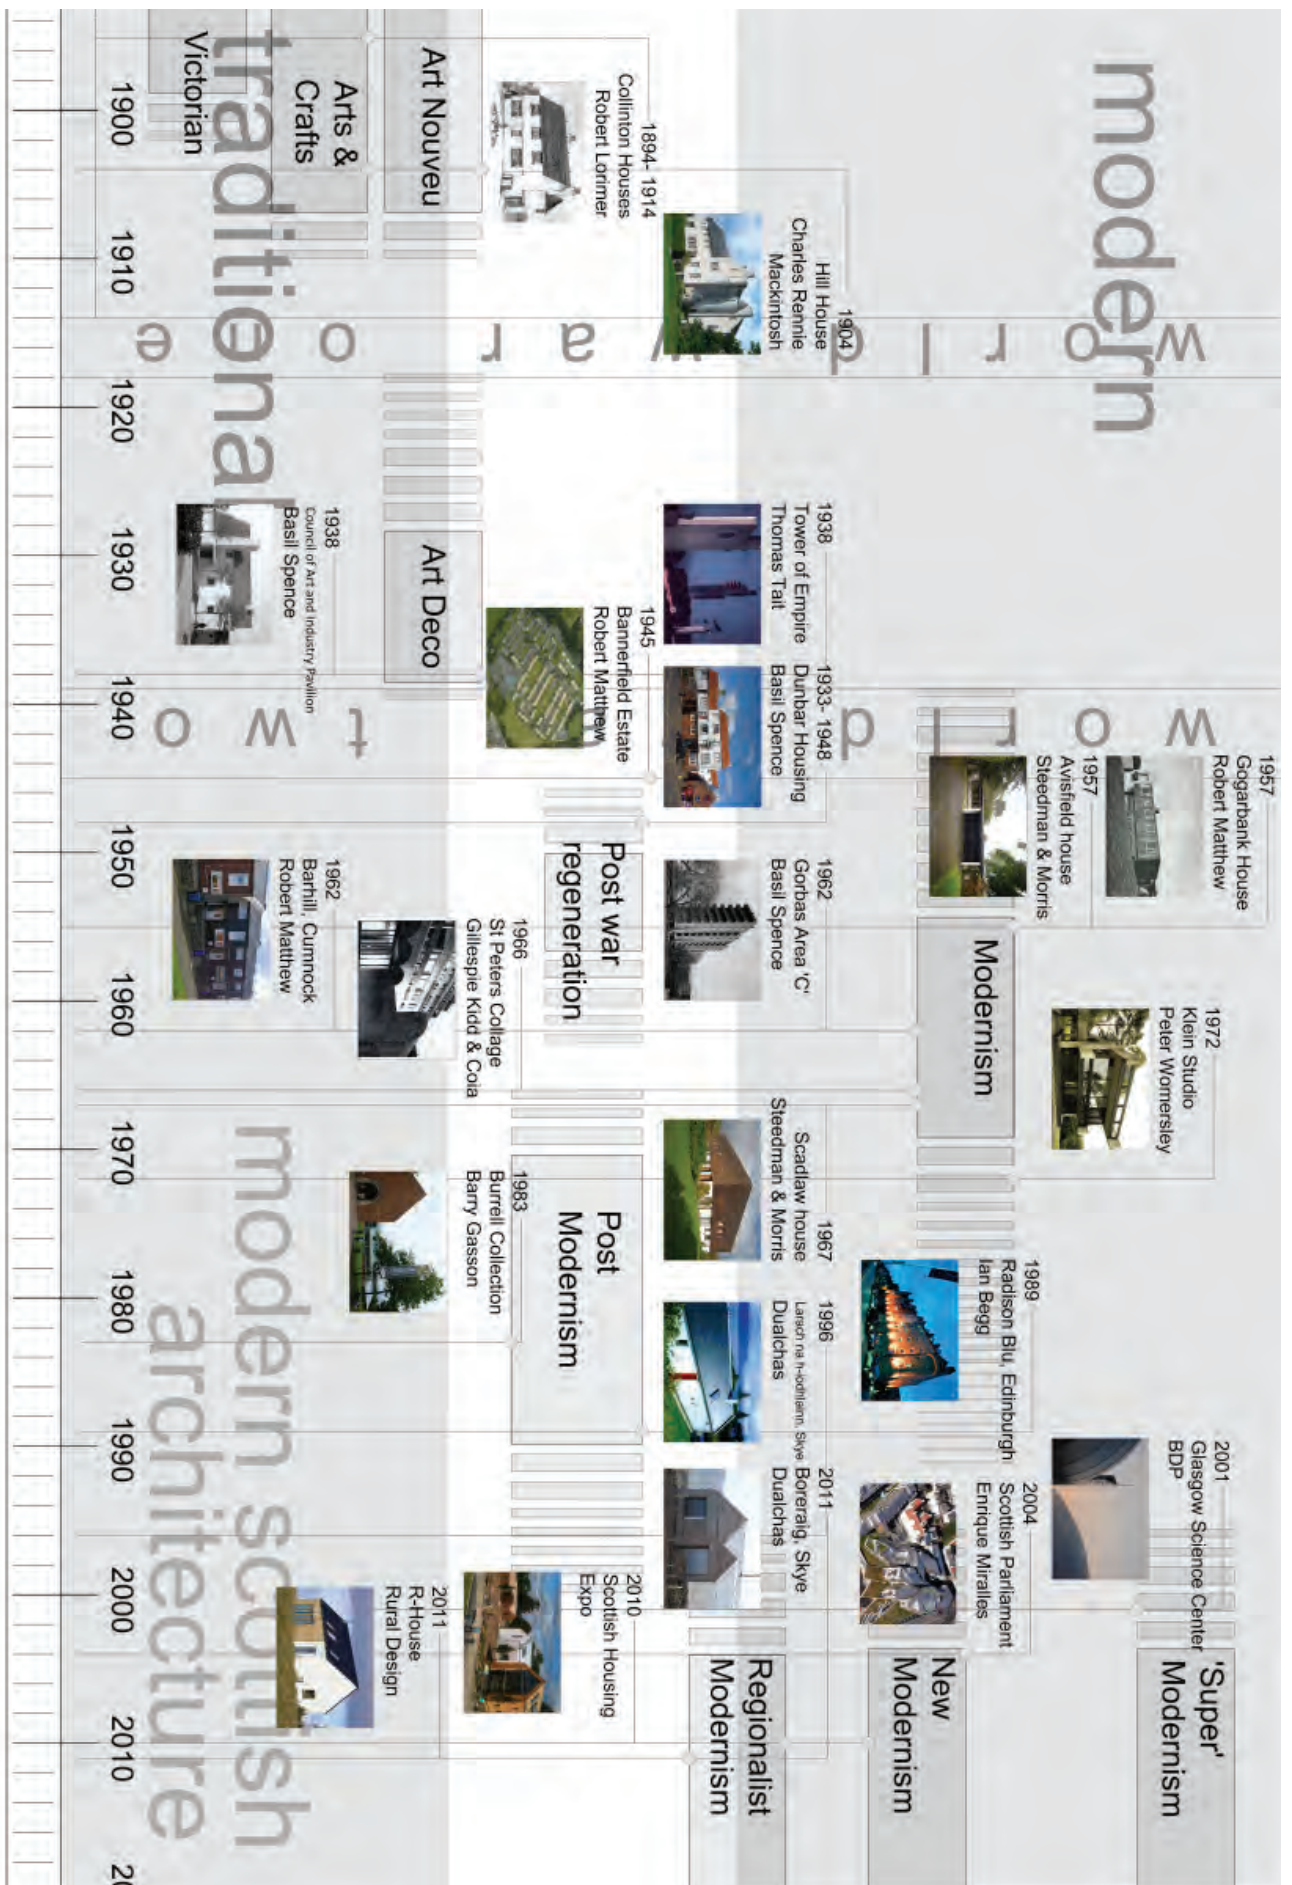 modern
traditional
modern scottish
architecture
world war one
world war two
Victorian
Arts &
Crafts
Art Nouveu
Art Deco
Post war
regeneration
Modernism
Post
Modernism
Regionalist
Modernism
New
Modernism
'Super'
Modernism
1894- 1914
Collinton Houses
Robert Lorimer
1904
Hill House
Charles Rennie
Mackintosh
1938
Tower of Empire
Thomas Tait
1933- 1948
Dunbar Housing
Basil Spence
1938
Council of Art and Industry Pavilion
Basil Spence
1945
Bannerfield Estate
Robert Matthew
1957
Gogarbank House
Robert Matthew
1957
Avisfield house
Steedman & Morris
1962
Gorbas Area 'C'
Basil Spence
1962
Barhill, Cumnock
Robert Matthew
1966
St Peters Collage
Gillespie Kidd & Coia
1972
Klein Studio
Peter Womersley
1967
Scadlaw house
Steedman & Morris
1983
Burrell Collection
Barry Gasson
1989
Radison Blu, Edinburgh
Ian Begg
1996
Larach na h-iodhlainn, Skye
Dualchas
2011
Boreraig, Skye
Dualchas
2001
Glasgow Science Center
BDP
2004
Scottish Parliament
Enrique Miralles
2010
Scottish Housing
Expo
2011
R-House
Rural Design
1900
1910
1920
1930
1940
1950
1960
1970
1980
1990
2000
2010
20